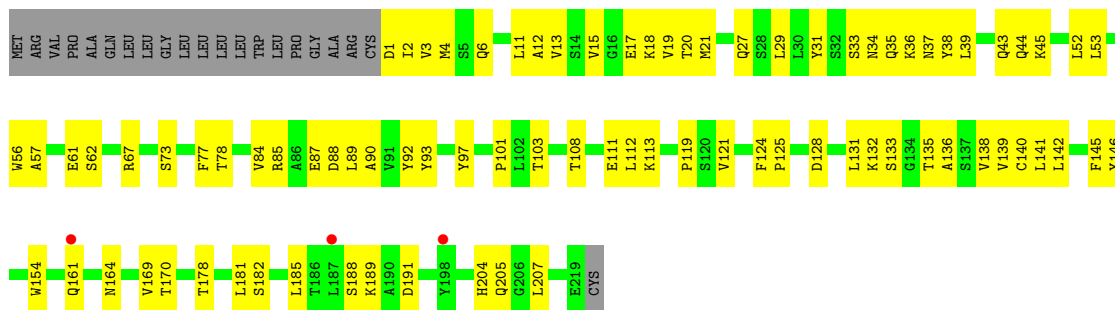 MET ARG VAL PRO ALA GLN LEU LEU GLY LEU LEU LEU LEU TRP LEU PRO GLY ALA ARG CYS D1 I2 V3 M4 S5 Q6 L11 A12 V13 S14 V15 G16 E17 K18 V19 T20 M21 Q27 S28 L29 L30 Y31 S32 S33 N34 Q35 K36 N37 Y38 L39 Q43 Q44 K45 L52 L53
W56 A57 E61 S62 R67 S73 F77 T78 V84 R85 A86 E87 D88 L89 A90 V91 Y92 Y93 Y97 P101 L102 T103 T108 E111 L112 K113 P119 S120 V121 F124 P125 D128 L131 K132 S133 G134 T135 A136 S137 V138 V139 C140 L141 L142 F145 Y146
W154 Q161 N164 V169 T170 T178 L181 S182 L185 T186 L187 S188 K189 A190 D191 Y198 H204 Q205 G206 L207 E219 CYS